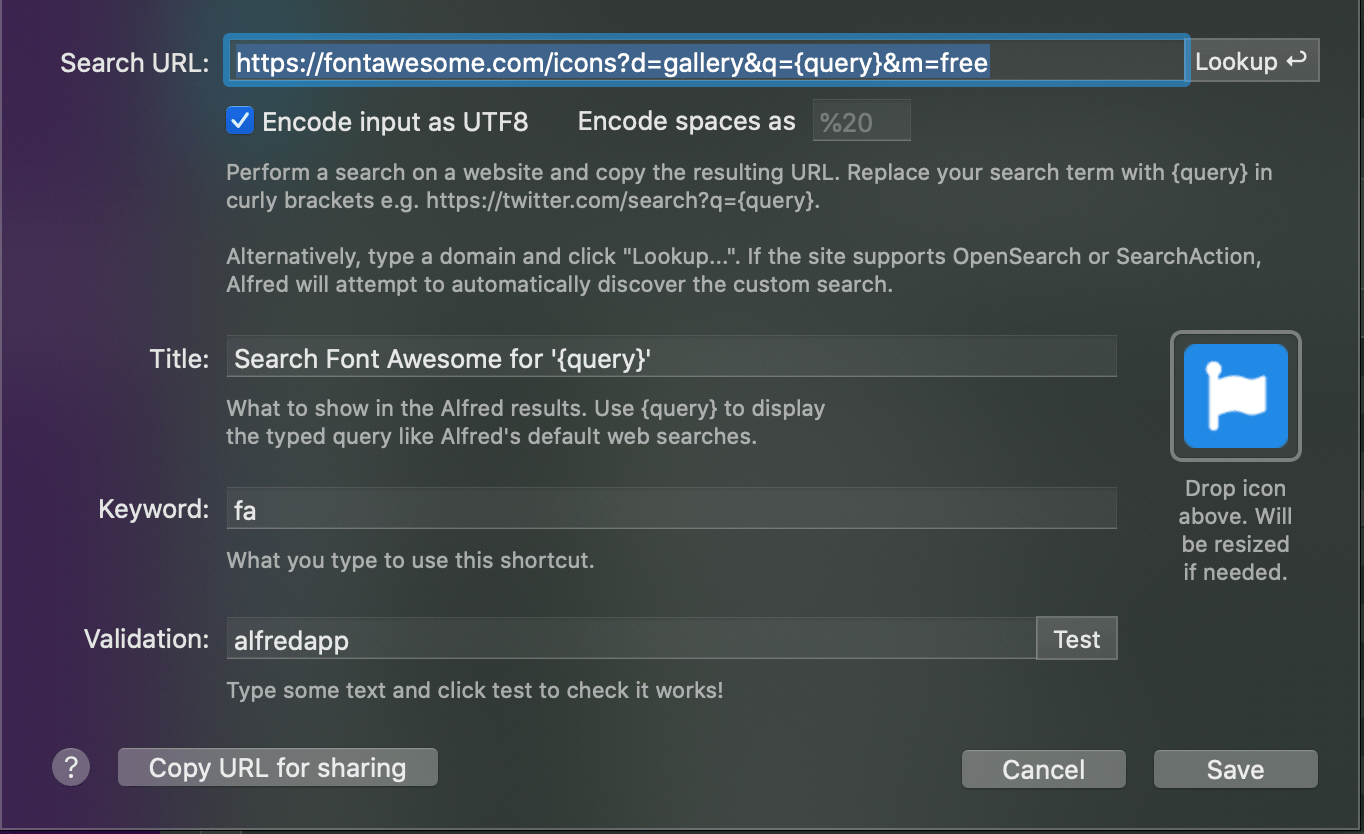 Search URL: https://fontawesome.com/icons?d=gallery&q={query}&m=free Lookup ↩
Encode input as UTF8 Encode spaces as %20
Perform a search on a website and copy the resulting URL. Replace your search term with {query} in
curly brackets e.g. https://twitter.com/search?q={query}.
Alternatively, type a domain and click "Lookup...". If the site supports OpenSearch or SearchAction,
Alfred will attempt to automatically discover the custom search.
Title: Search Font Awesome for '{query}'
What to show in the Alfred results. Use {query} to display
the typed query like Alfred's default web searches.
Keyword: fa
What you type to use this shortcut.
Drop icon
above. Will
be resized
if needed.
Validation: alfredapp Test
Type some text and click test to check it works!
? Copy URL for sharing Cancel Save